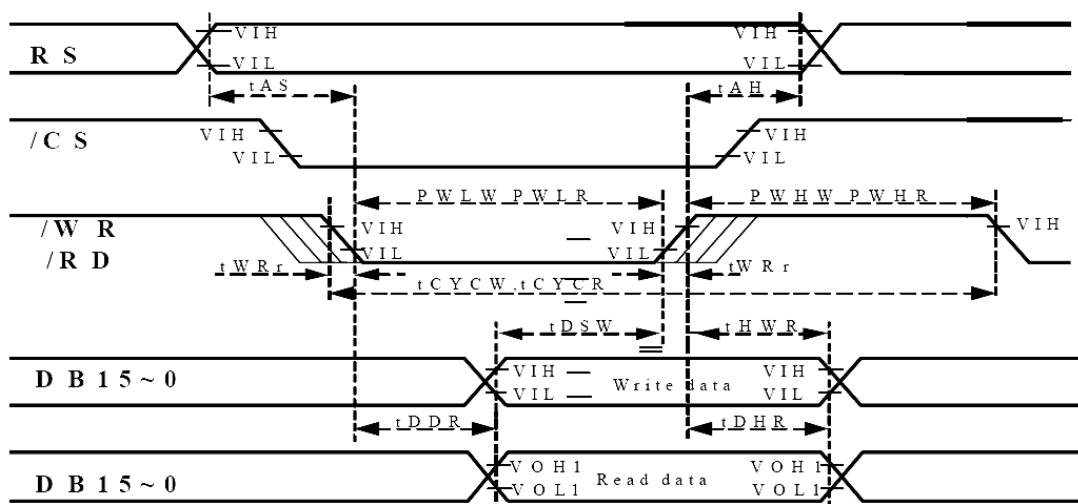 RS
VIH
VIH
VIL
VIL
tAS
tAH
/CS
VIH
VIH
VIL
VIL
PWLW PWLR
PWHW PWHR
/WR
VIH
VIH
VIH
/RD
VIL
VIL
tWRr
tWRr
tCYCW,tCYCR
tDSW
tHWR
DB15~0
VIH
VIH
VIL
Write data
VIL
tDDR
tDHR
DB15~0
VOH1
Read data
VOH1
VOL1
VOL1